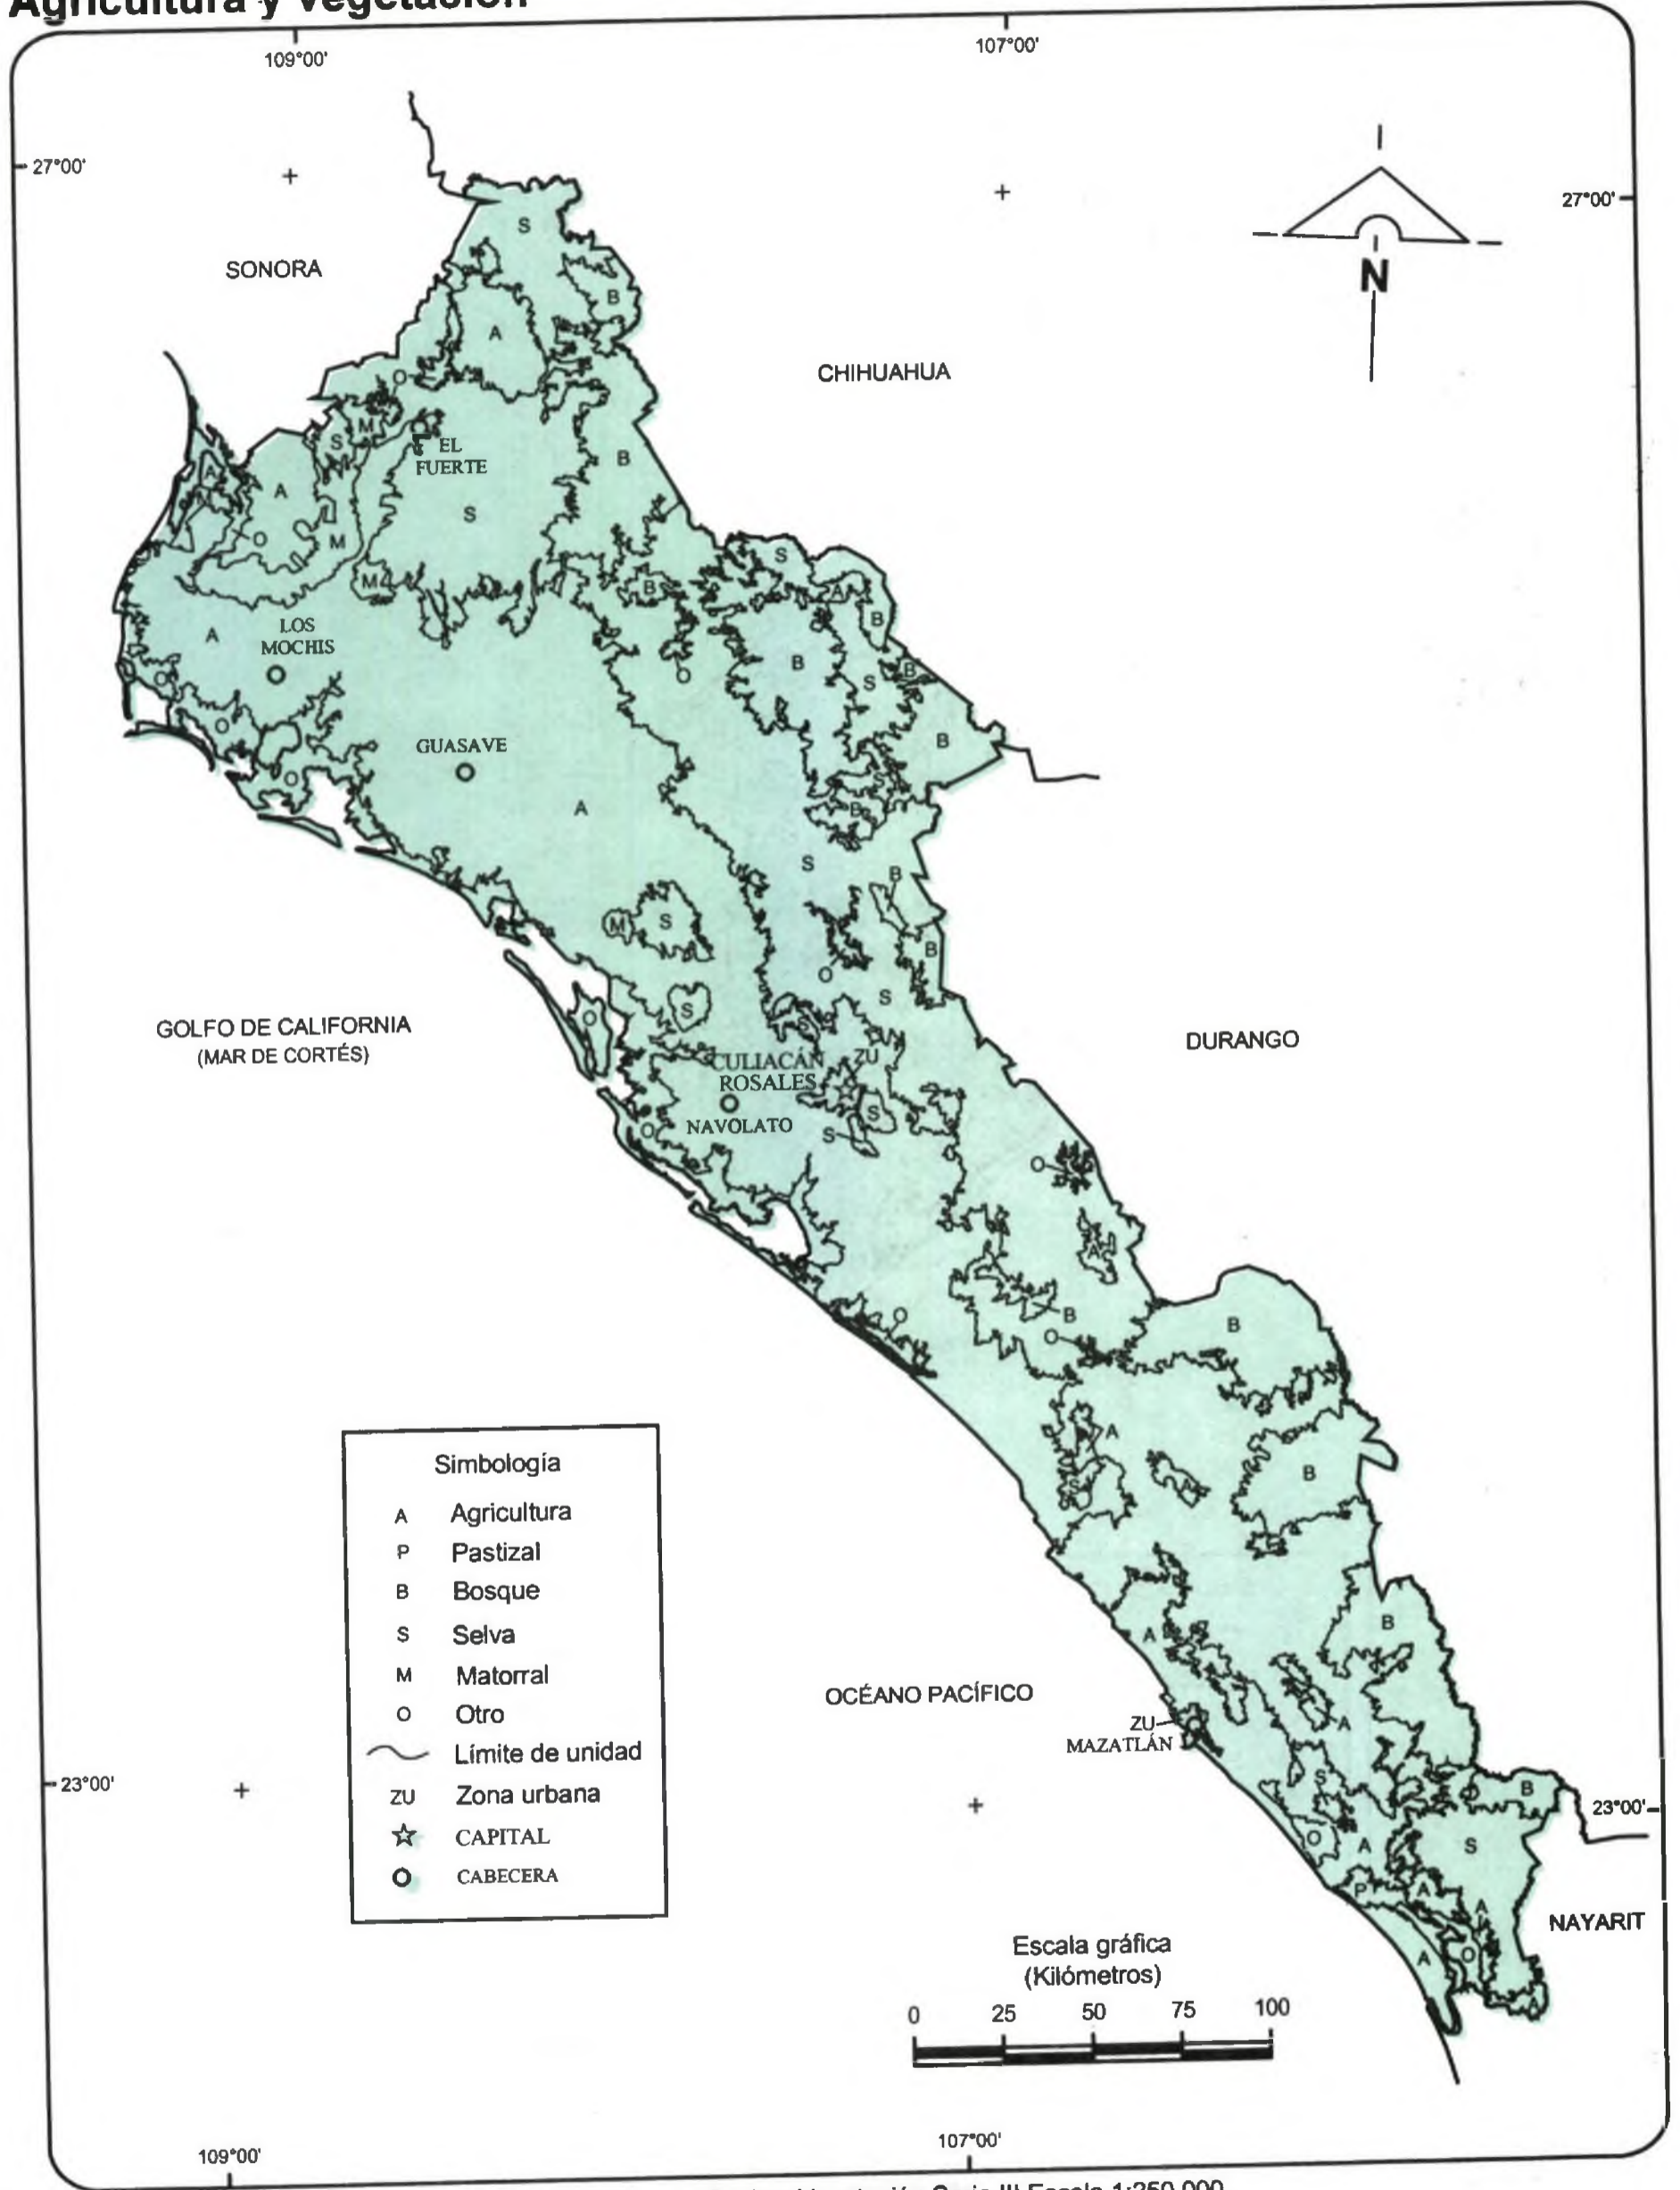 Agricultura y vegetación
109°00'
107°00'
27°00'
27°00'
SONORA
CHIHUAHUA
N
S
B
A
O
M
S
EL
FUERTE
B
A
A
S
M
O
M
S
A
B
B
A
LOS
MOCHIS
B
S
B
O
O
O
B
GUASAVE
O
A
S
B
S
B
M
S
B
O
S
S
O
GOLFO DE CALIFORNIA
(MAR DE CORTÉS)
DURANGO
S
CULIACÁN
ZU
ROSALES
S
NAVOLATO
S
O
O
A
B
O
O
B
A
B
A
S
B
A
A
OCÉANO PACÍFICO
ZU
MAZATLÁN
S
O
B
O
A
S
P
A
A
A
O
A
NAYARIT
Simbología
A Agricultura
P Pastizal
B Bosque
S Selva
M Matorral
O Otro
Límite de unidad
ZU Zona urbana
CAPITAL
CABECERA
23°00'
23°00'
Escala gráfica
(Kilómetros)
0 25 50 75 100
109°00'
107°00'
Serie III Escala 1:250 000